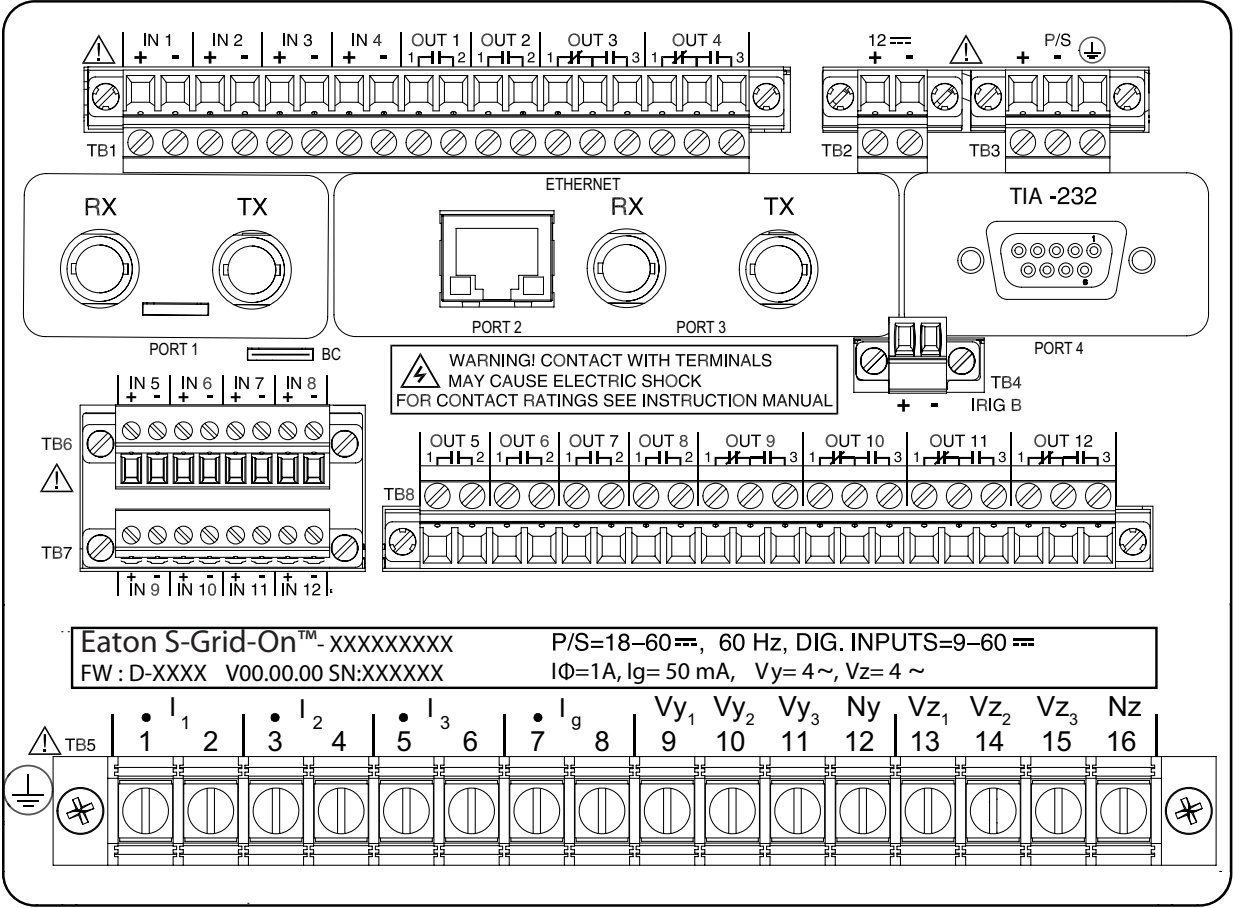 IN 1 IN 2 IN 3 IN 4 OUT 1 OUT 2 OUT 3 OUT 4 12 ⎓ P/S
+ - + - + - + - 1 2 1 2 1 3 1 3 + - + -
TB1 TB2 TB3
ETHERNET
RX TX RX TX TIA -232
1
6
PORT 2 PORT 3
PORT 1 PORT 4
BC
WARNING! CONTACT WITH TERMINALS
MAY CAUSE ELECTRIC SHOCK
FOR CONTACT RATINGS SEE INSTRUCTION MANUAL
TB4
+ - IRIG B
IN 5 IN 6 IN 7 IN 8
+ - + - + - + -
TB6
OUT 5 OUT 6 OUT 7 OUT 8 OUT 9 OUT 10 OUT 11 OUT 12
1 2 1 2 1 2 1 2 1 3 1 3 1 3 1 3
TB8
TB7
+ - + - + - + -
IN 9 IN 10 IN 11 IN 12
Eaton S-Grid-On™- XXXXXXXXX P/S=18–60 ⎓, 60 Hz, DIG. INPUTS=9–60 ⎓
FW : D-XXXX V00.00.00 SN:XXXXXX IΦ=1A, Ig= 50 mA, Vy= 4 ~, Vz= 4 ~
• I1 • I2 • I3 • Ig Vy1 Vy2 Vy3 Ny Vz1 Vz2 Vz3 Nz
TB5 1 2 3 4 5 6 7 8 9 10 11 12 13 14 15 16